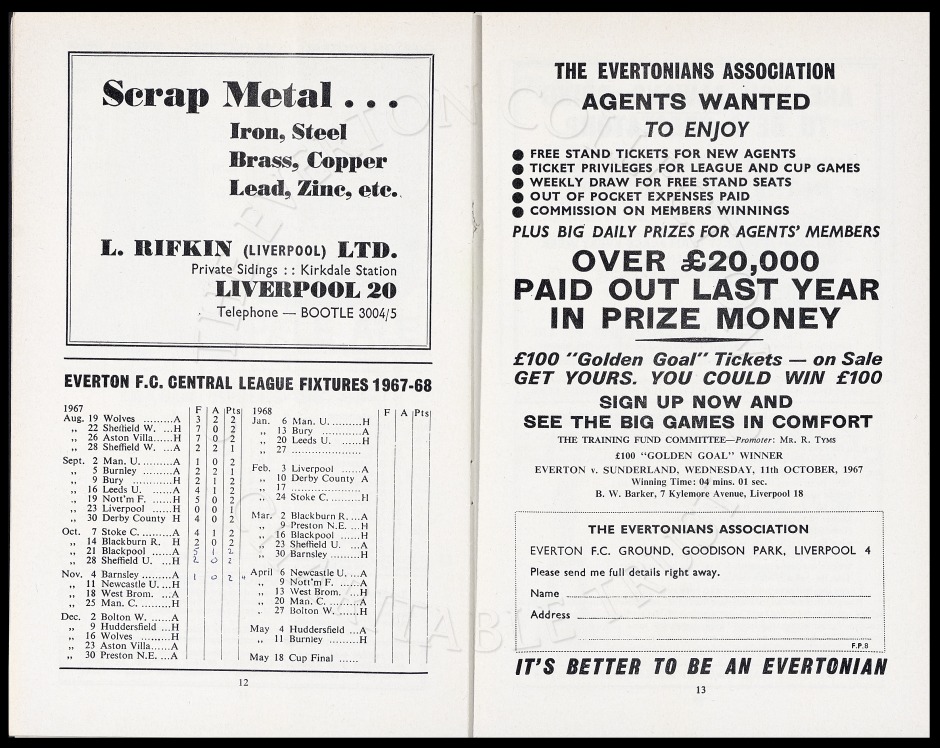 Scrap Metal . . .
Iron, Steel
Brass, Copper
Lead, Zinc, etc.
L. RIFKIN (LIVERPOOL) LTD.
Private Sidings : : Kirkdale Station
LIVERPOOL 20
Telephone — BOOTLE 3004/5
EVERTON F.C. CENTRAL LEAGUE FIXTURES 1967-68
1967 F A Pts
Aug. 19 Wolves ........A 3 2 2
,, 22 Sheffield W. ...H 7 0 2
,, 26 Aston Villa......H 7 0 2
,, 28 Sheffield W. ...A 2 2 1
Sept. 2 Man. U. .........A 1 0 2
,, 5 Burnley .........A 2 2 1
,, 9 Bury ............H 2 1 2
,, 16 Leeds U. .......A 4 1 2
,, 19 Nott'm F. ......H 5 0 2
,, 23 Liverpool ......H 0 0 1
,, 30 Derby County H 4 0 2
Oct. 7 Stoke C. .........A 4 1 2
,, 14 Blackburn R. H 2 0 2
,, 21 Blackpool ......A 5 1 2
,, 28 Sheffield U. ...H 2 0 2
Nov. 4 Barnsley .........A 1 0 2
,, 11 Newcastle U. ...H
,, 18 West Brom. ...A
,, 25 Man. C. .........H
Dec. 2 Bolton W. ......A
,, 9 Huddersfield ...H
,, 16 Wolves .........H
,, 23 Aston Villa......A
,, 30 Preston N.E. ...A
1968 F A Pts
Jan. 6 Man. U..........H
,, 13 Bury ............A
,, 20 Leeds U. ......H
,, 27 .....................
Feb. 3 Liverpool ......A
,, 10 Derby County A
,, 17 .....................
,, 24 Stoke C. .........H
Mar. 2 Blackburn R. ...A
,, 9 Preston N.E. ...H
,, 16 Blackpool ......H
,, 23 Sheffield U. ...A
,, 30 Barnsley .........H
,, April 6 Newcastle U. ...A
,, 9 Nott'm F. ......A
,, 13 West Brom. ...H
,, 20 Man. C. .........A
,, 27 Bolton W. ......H
May 4 Huddersfield ...A
,, 11 Burnley .........H
May 18 Cup Final ......
12
THE EVERTONIANS ASSOCIATION
AGENTS WANTED
TO ENJOY
● FREE STAND TICKETS FOR NEW AGENTS
● TICKET PRIVILEGES FOR LEAGUE AND CUP GAMES
● WEEKLY DRAW FOR FREE STAND SEATS
● OUT OF POCKET EXPENSES PAID
● COMMISSION ON MEMBERS WINNINGS
PLUS BIG DAILY PRIZES FOR AGENTS' MEMBERS
OVER £20,000
PAID OUT LAST YEAR
IN PRIZE MONEY
£100 "Golden Goal" Tickets — on Sale
GET YOURS. YOU COULD WIN £100
SIGN UP NOW AND
SEE THE BIG GAMES IN COMFORT
THE TRAINING FUND COMMITTEE—Promoter: MR. R. TYMS
£100 "GOLDEN GOAL" WINNER
EVERTON v. SUNDERLAND, WEDNESDAY, 11th OCTOBER, 1967
Winning Time: 04 mins. 01 sec.
B. W. Barker, 7 Kylemore Avenue, Liverpool 18
THE EVERTONIANS ASSOCIATION
EVERTON F.C. GROUND, GOODISON PARK, LIVERPOOL 4
Please send me full details right away.
Name
Address
F.P.8
IT'S BETTER TO BE AN EVERTONIAN
13